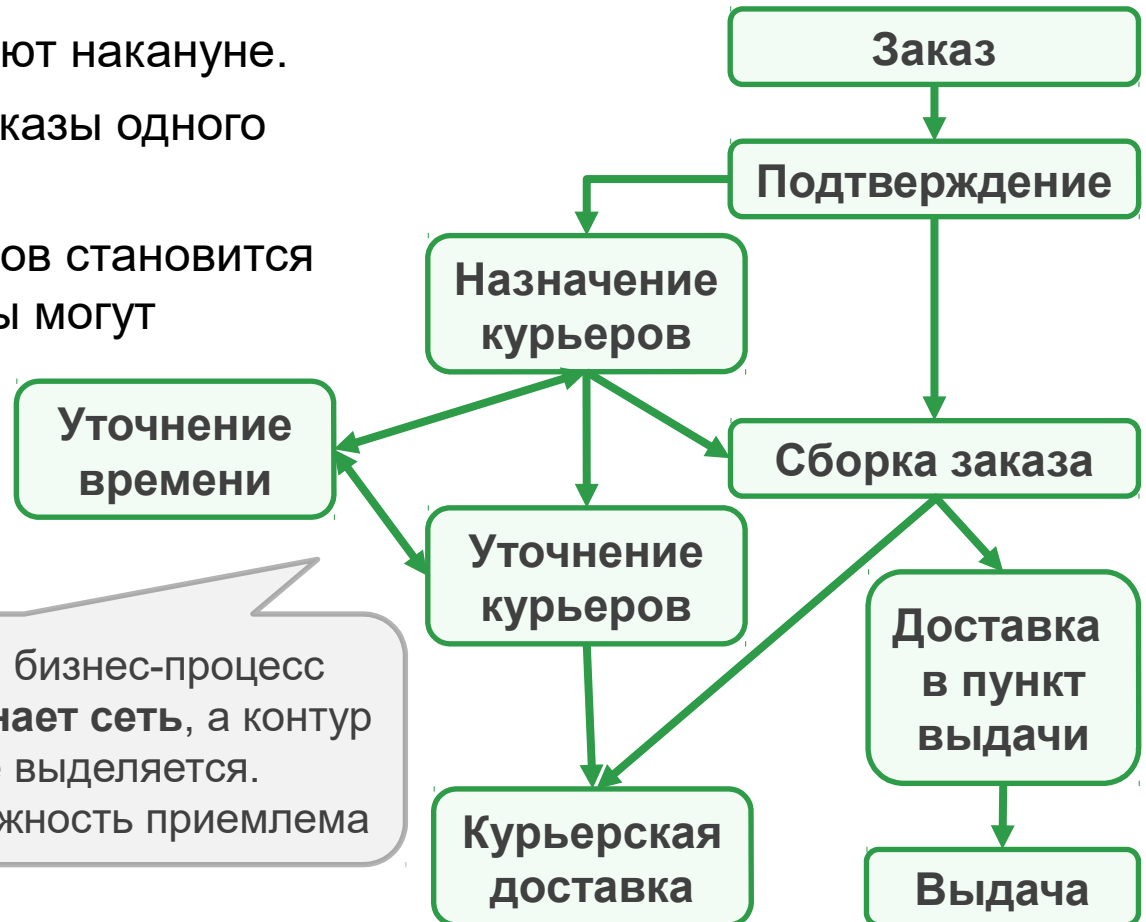 ют накануне.
казы одного
ов становится
ы могут
Заказ
Подтверждение
Назначение
курьеров
Уточнение
времени
Сборка заказа
Уточнение
курьеров
Доставка
в пункт
выдачи
бизнес-процесс
нает сеть, а контур
выделяется.
жность приемлема
Курьерская
доставка
Выдача